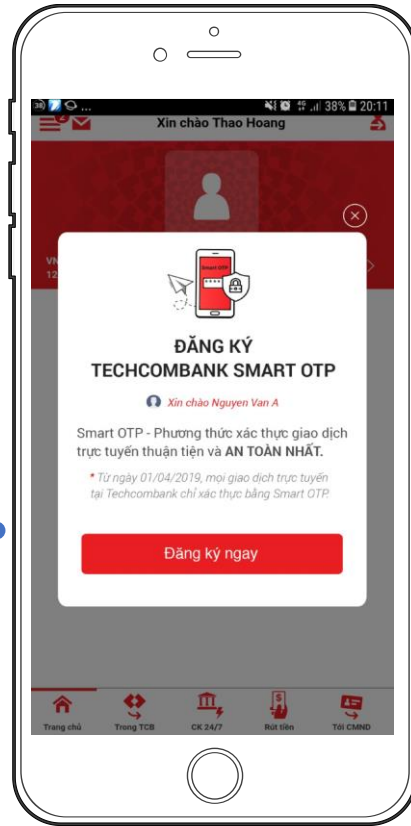 38% 20:11
Xin chào Thao Hoang
2
VN
12
Smart OTP
ĐĂNG KÝ
TECHCOMBANK SMART OTP
Xin chào Nguyen Van A
Smart OTP - Phương thức xác thực giao dịch
trực tuyến thuận tiện và AN TOÀN NHẤT.
* Từ ngày 01/04/2019, mọi giao dịch trực tuyến
tại Techcombank chỉ xác thực bằng Smart OTP.
Đăng ký ngay
Trang chủ Trong TCB CK 24/7 Rút tiền Tới CMND